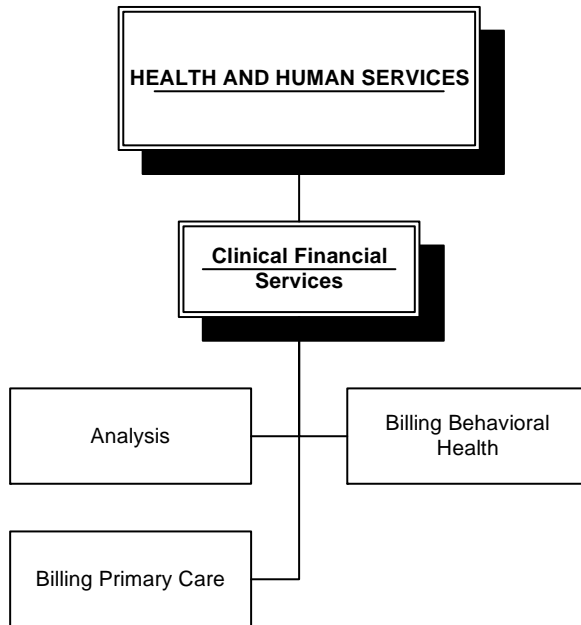 HEALTH AND HUMAN SERVICES
Clinical Financial
Services
Analysis
Billing Behavioral
Health
Billing Primary Care